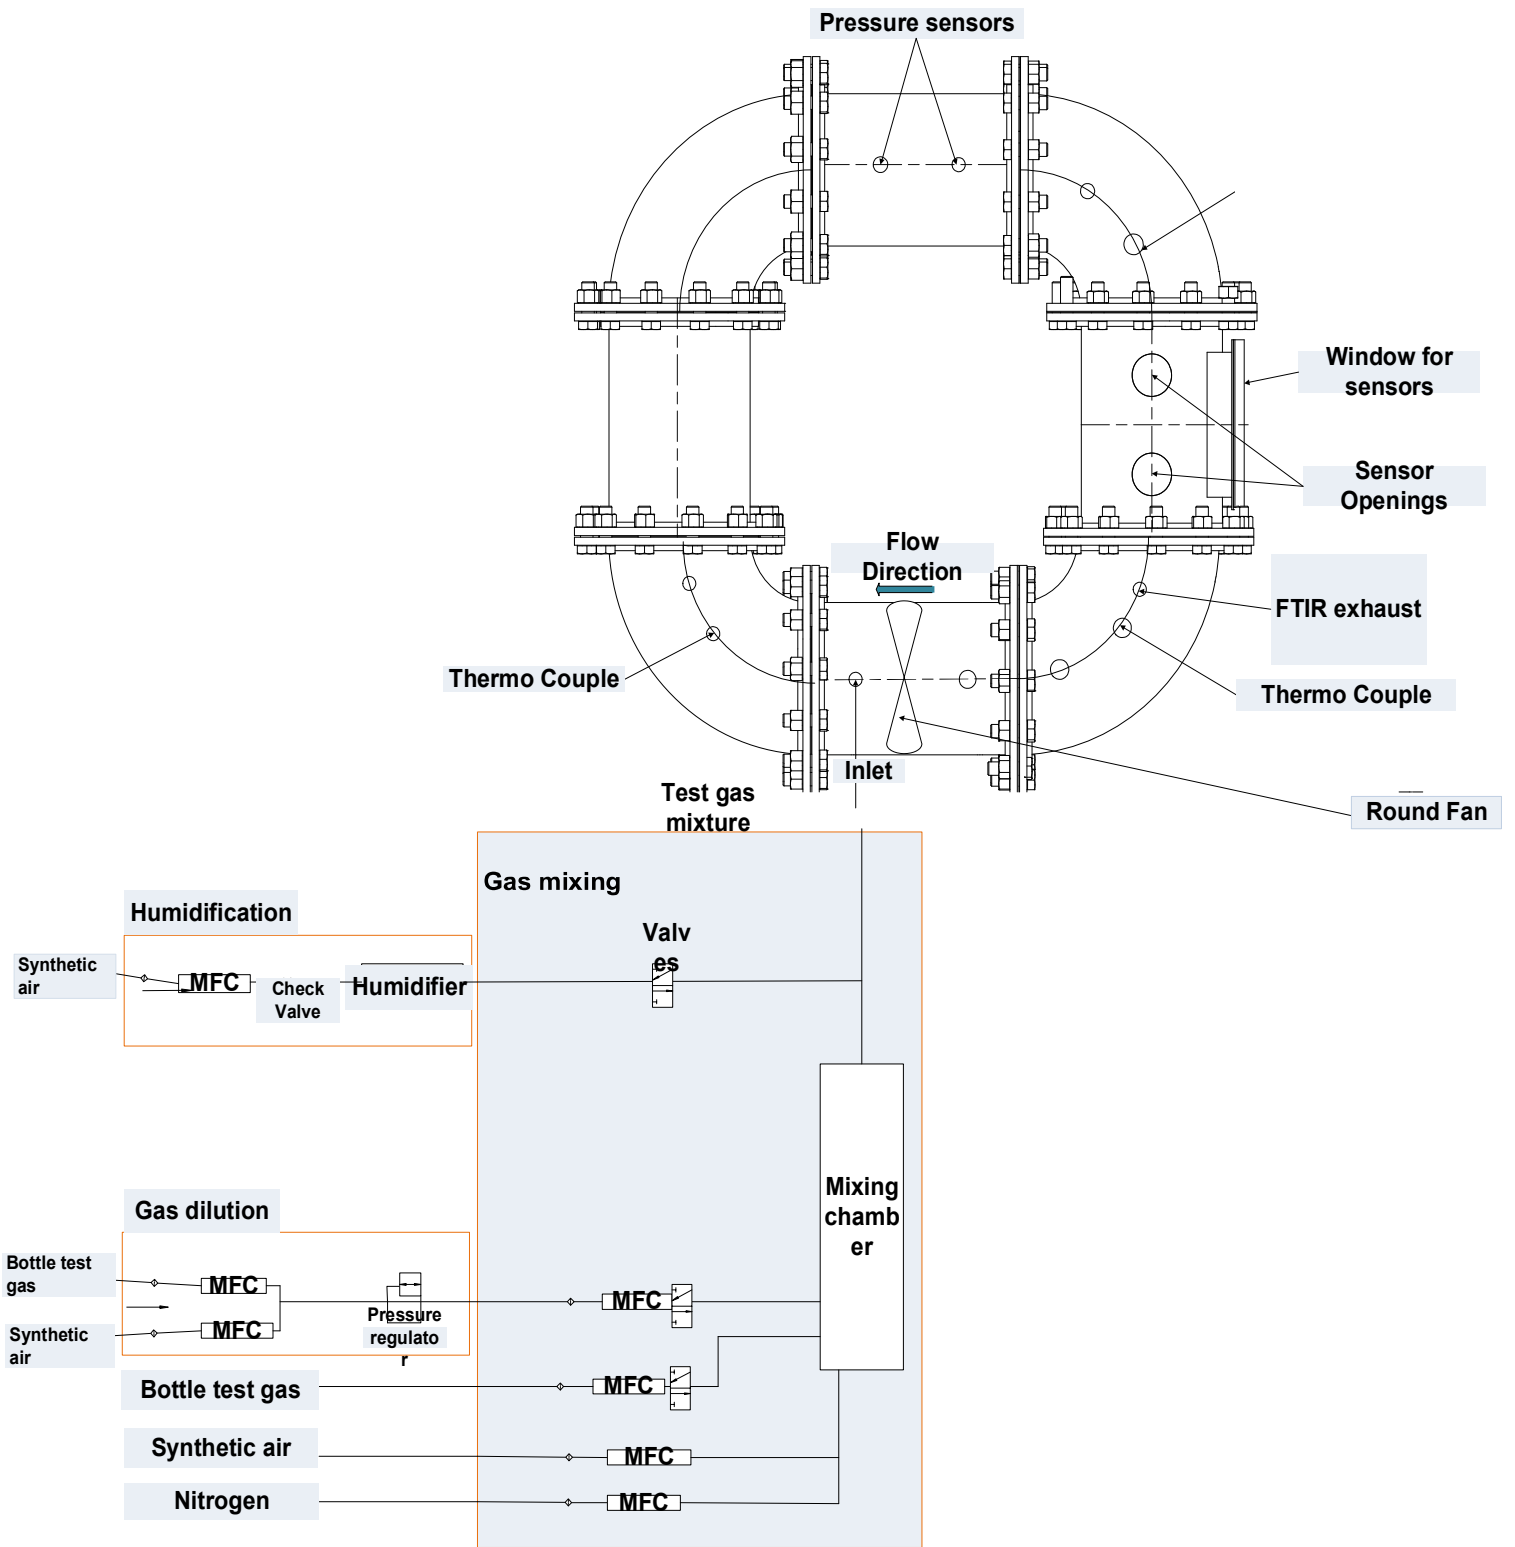 Pressure sensors
Window for
sensors
Sensor
Openings
Flow
Direction
FTIR exhaust
Thermo Couple
Thermo Couple
Inlet
Round Fan
Test gas
mixture
Gas mixing
Humidification
Valv
es
Synthetic
air
MFC
Check
Valve
Humidifier
Mixing
chamb
er
Gas dilution
Bottle test
gas
MFC
MFC
Pressure
regulato
r
Synthetic
air
MFC
Bottle test gas
MFC
Synthetic air
MFC
Nitrogen
MFC